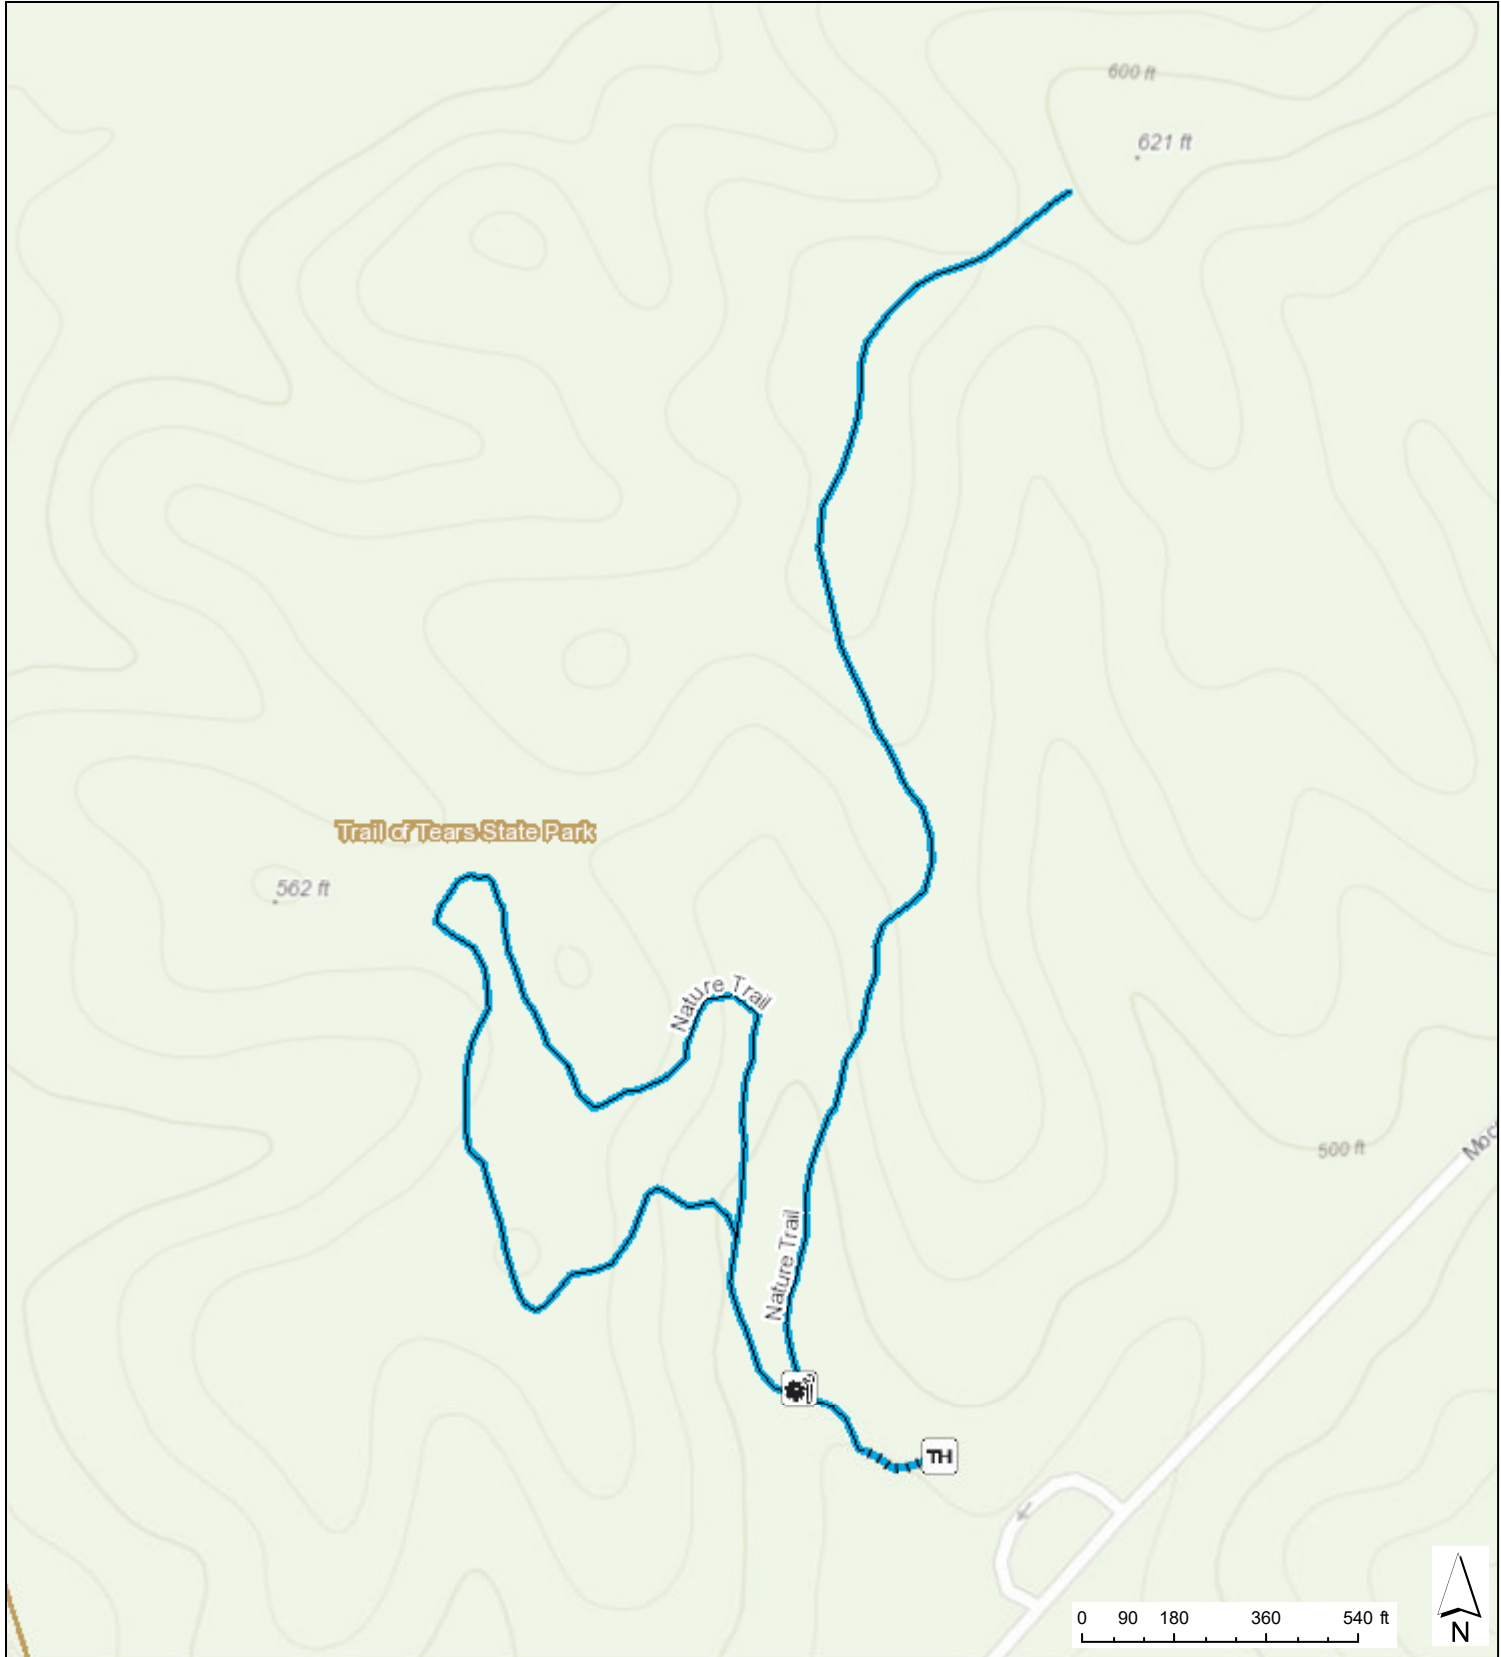 600 ft
621 ft
Trail of Tears State Park
562 ft
Nature Trail
500 ft
Nature Trail
TH
0 90 180 360 540 ft
N